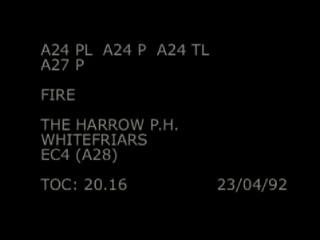 A24 PL A24 P A24 TL
A27 P
FIRE
THE HARROW P.H.
WHITEFRIARS
EC4 (A28)
TOC: 20.16 23/04/92